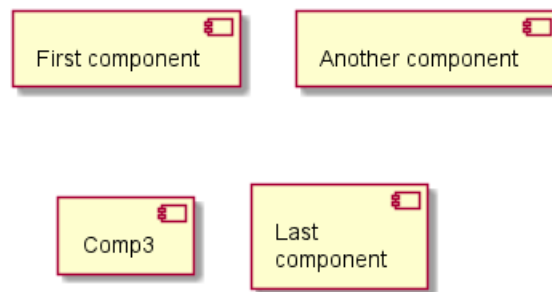 First component
Another component
Comp3
Last
component